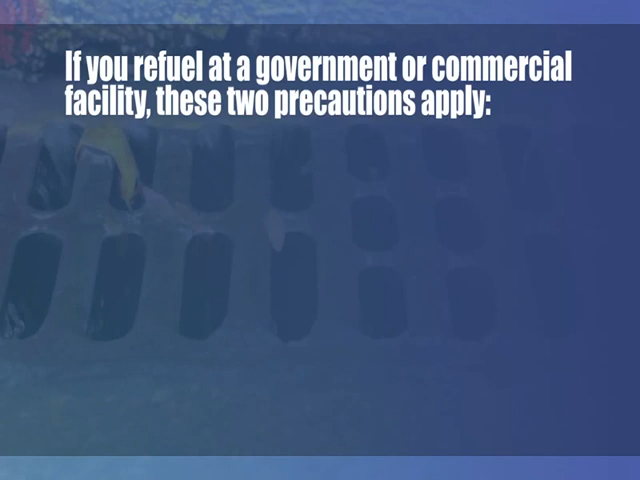 If you refuel at a government or commercial
facility, these two precautions apply: